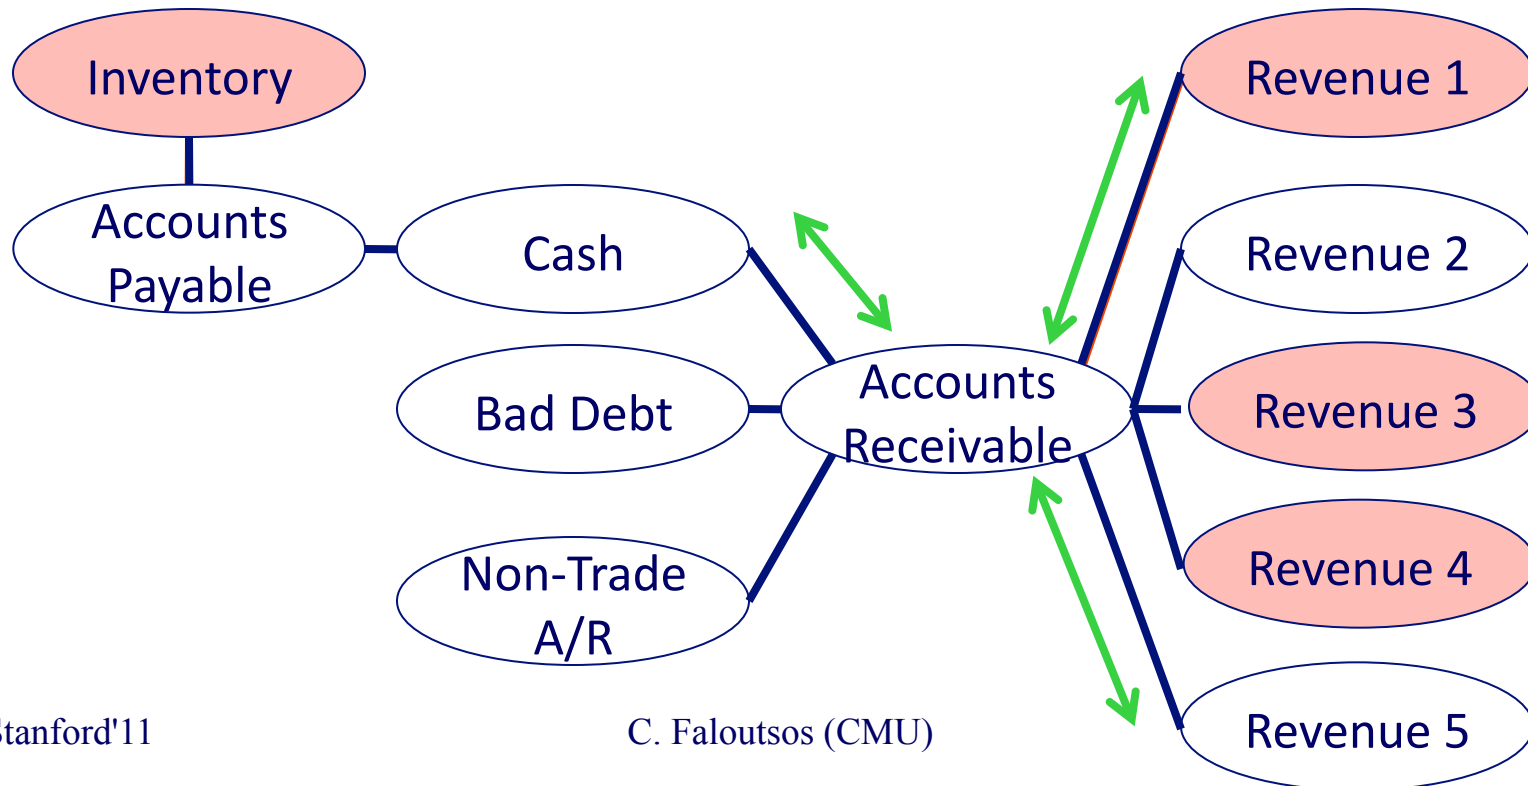 Inventory
Accounts
Payable
Cash
Bad Debt
Non-Trade
A/R
Accounts
Receivable
Revenue 1
Revenue 2
Revenue 3
Revenue 4
Revenue 5
Stanford'11
C. Faloutsos (CMU)